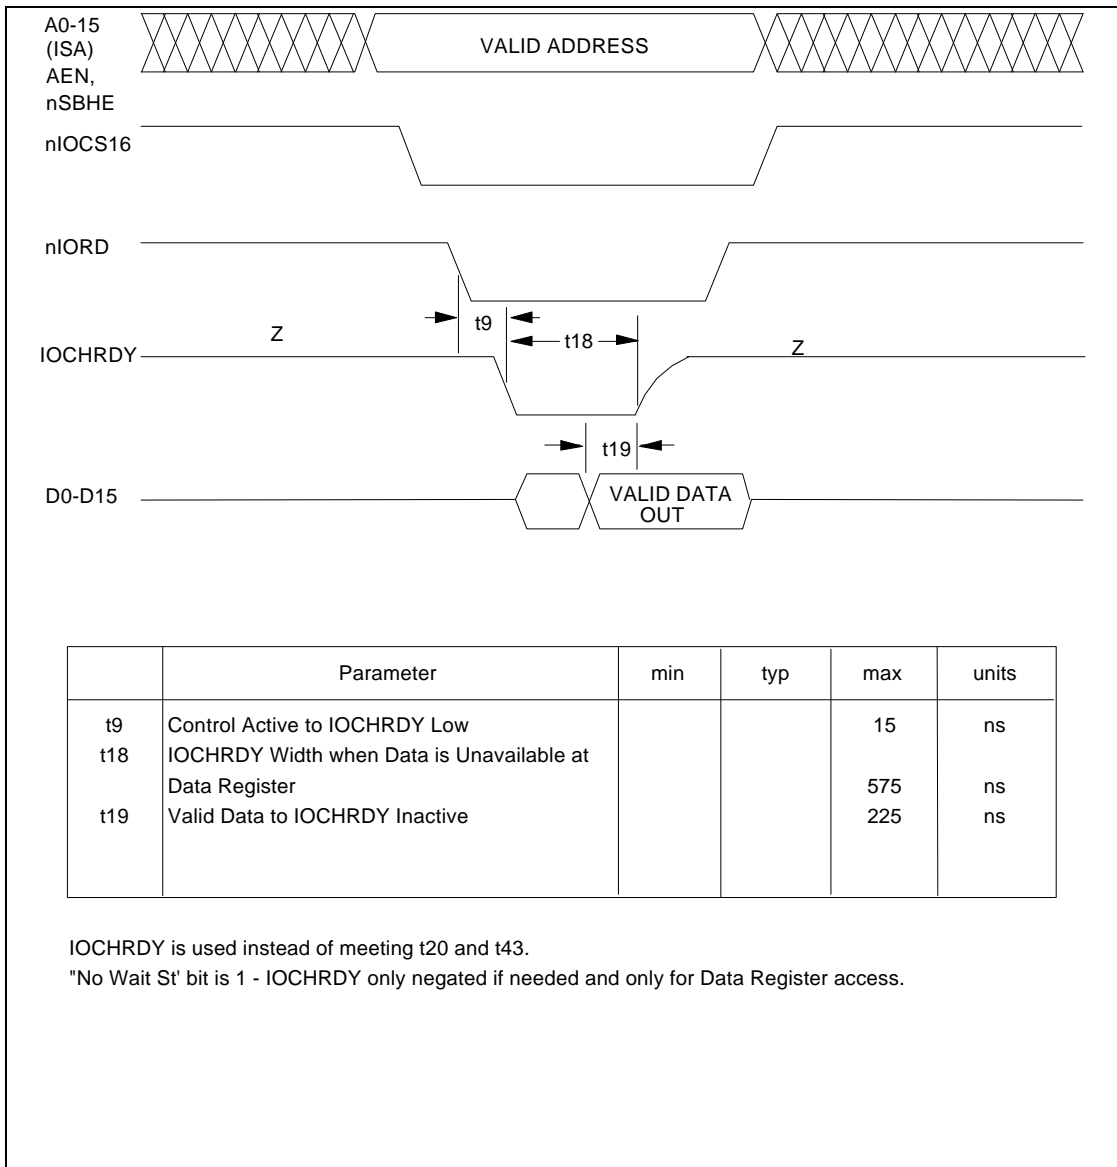 A0-15
(ISA)
AEN,
nSBHE
VALID ADDRESS
nIOCS16
nIORD
t9
Z
t18
IOCHRDY
Z
t19
D0-D15
VALID DATA
OUT
Parameter min typ max units
t9 Control Active to IOCHRDY Low 15 ns
t18 IOCHRDY Width when Data is Unavailable at
Data Register 575 ns
t19 Valid Data to IOCHRDY Inactive 225 ns
IOCHRDY is used instead of meeting t20 and t43.
"No Wait St' bit is 1 - IOCHRDY only negated if needed and only for Data Register access.